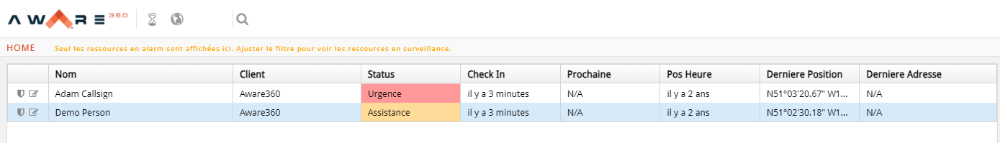 AWARE 360
HOME Seul les ressources en alarm sont affichées ici. Ajuster le filtre pour voir les ressources en surveillance.
Nom Client Status Check In Prochaine Pos Heure Derniere Position Derniere Adresse
Adam Callsign Aware360 Urgence il y a 3 minutes N/A il y a 2 ans N51°03'20.67" W1... N/A
Demo Person Aware360 Assistance il y a 3 minutes N/A il y a 2 ans N51°02'30.18" W1... N/A